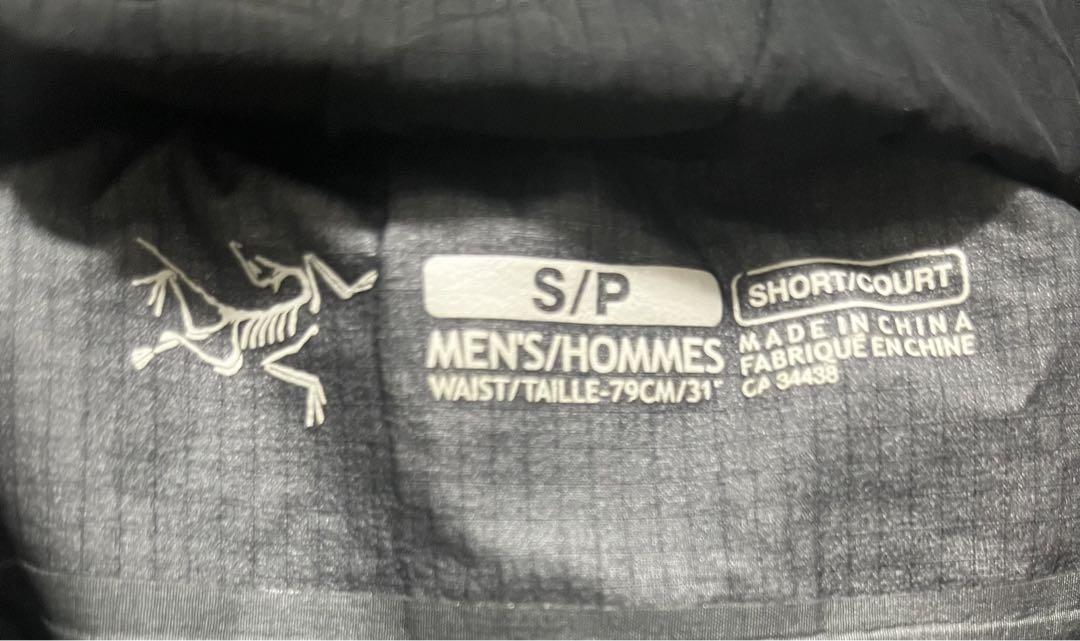 S/P
MEN'S/HOMMES
WAIST/TAILLE-79CM/31"
SHORT/COURT
MADE IN CHINA
FABRIQUÉ EN CHINE
CA 34438